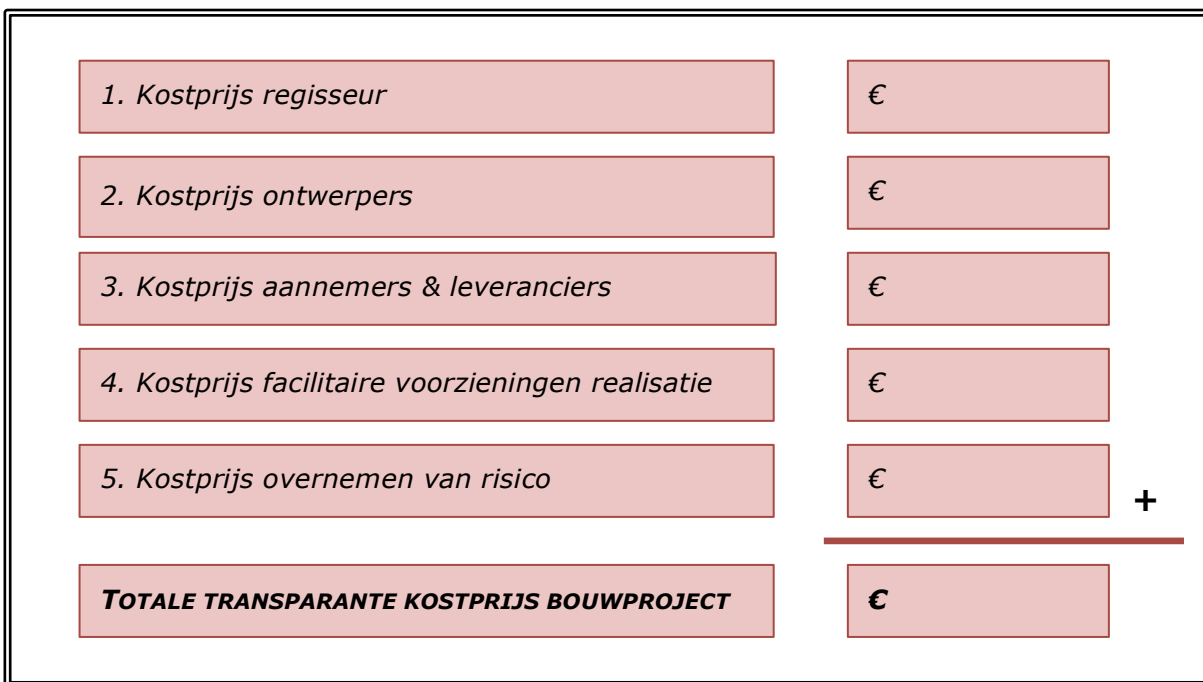 1. Kostprijs regisseur €
2. Kostprijs ontwerpers €
3. Kostprijs aannemers & leveranciers €
4. Kostprijs facilitaire voorzieningen realisatie €
5. Kostprijs overnemen van risico €
+
TOTALE TRANSPARANTE KOSTPRIJS BOUWPROJECT €